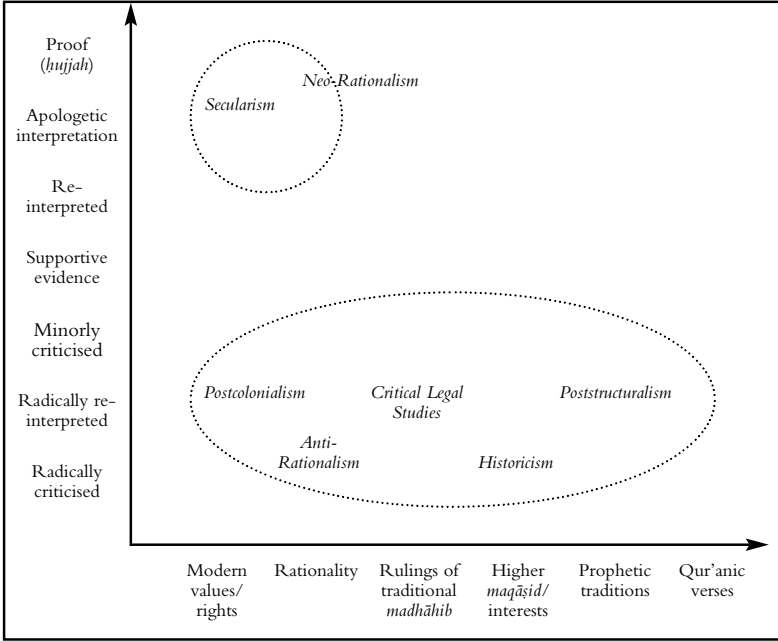 Proof
(ḥujjah)
Neo-Rationalism
Secularism
Apologetic
interpretation
Re-
interpreted
Supportive
evidence
Minorly
criticised
Postcolonialism
Critical Legal
Studies
Poststructuralism
Radically re-
interpreted
Anti-
Rationalism
Historicism
Radically
criticised
Modern
values/
rights
Rationality
Rulings of
traditional
madhāhib
Higher
maqāṣid/
interests
Prophetic
traditions
Qur’anic
verses